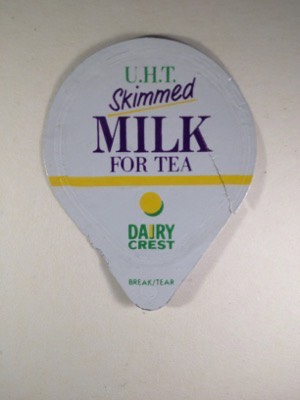 U.H.T.
Skimmed
MILK
FOR TEA
DAIRY
CREST
BREAK/TEAR